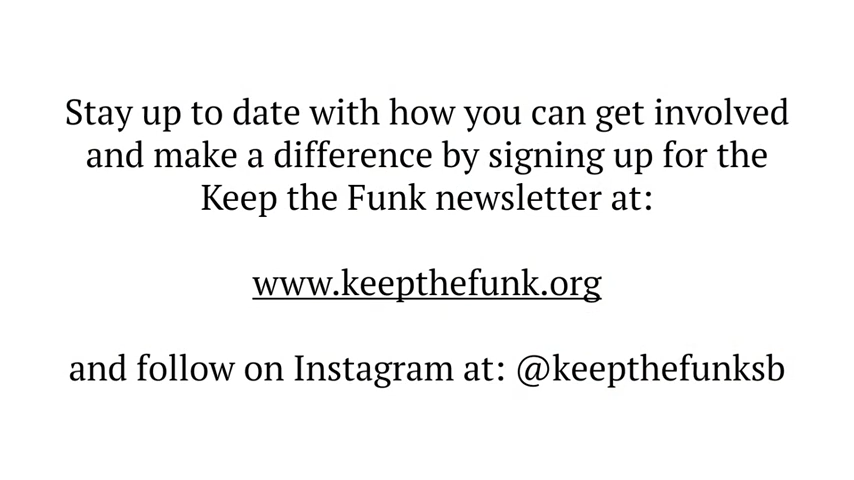 Stay up to date with how you can get involved
and make a difference by signing up for the
Keep the Funk newsletter at:
www.keepthefunk.org
and follow on Instagram at: @keepthefunksb